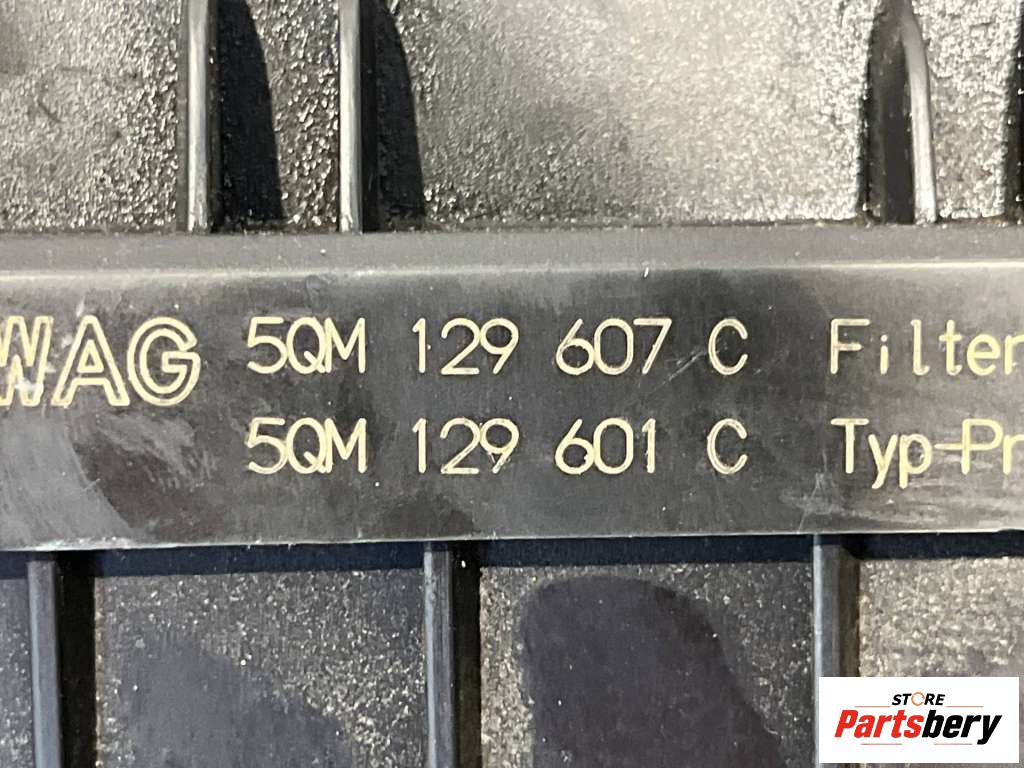 WAG 5QM 129 607 C Filter
5QM 129 601 C Typ-Pr
STORE
Partsbery